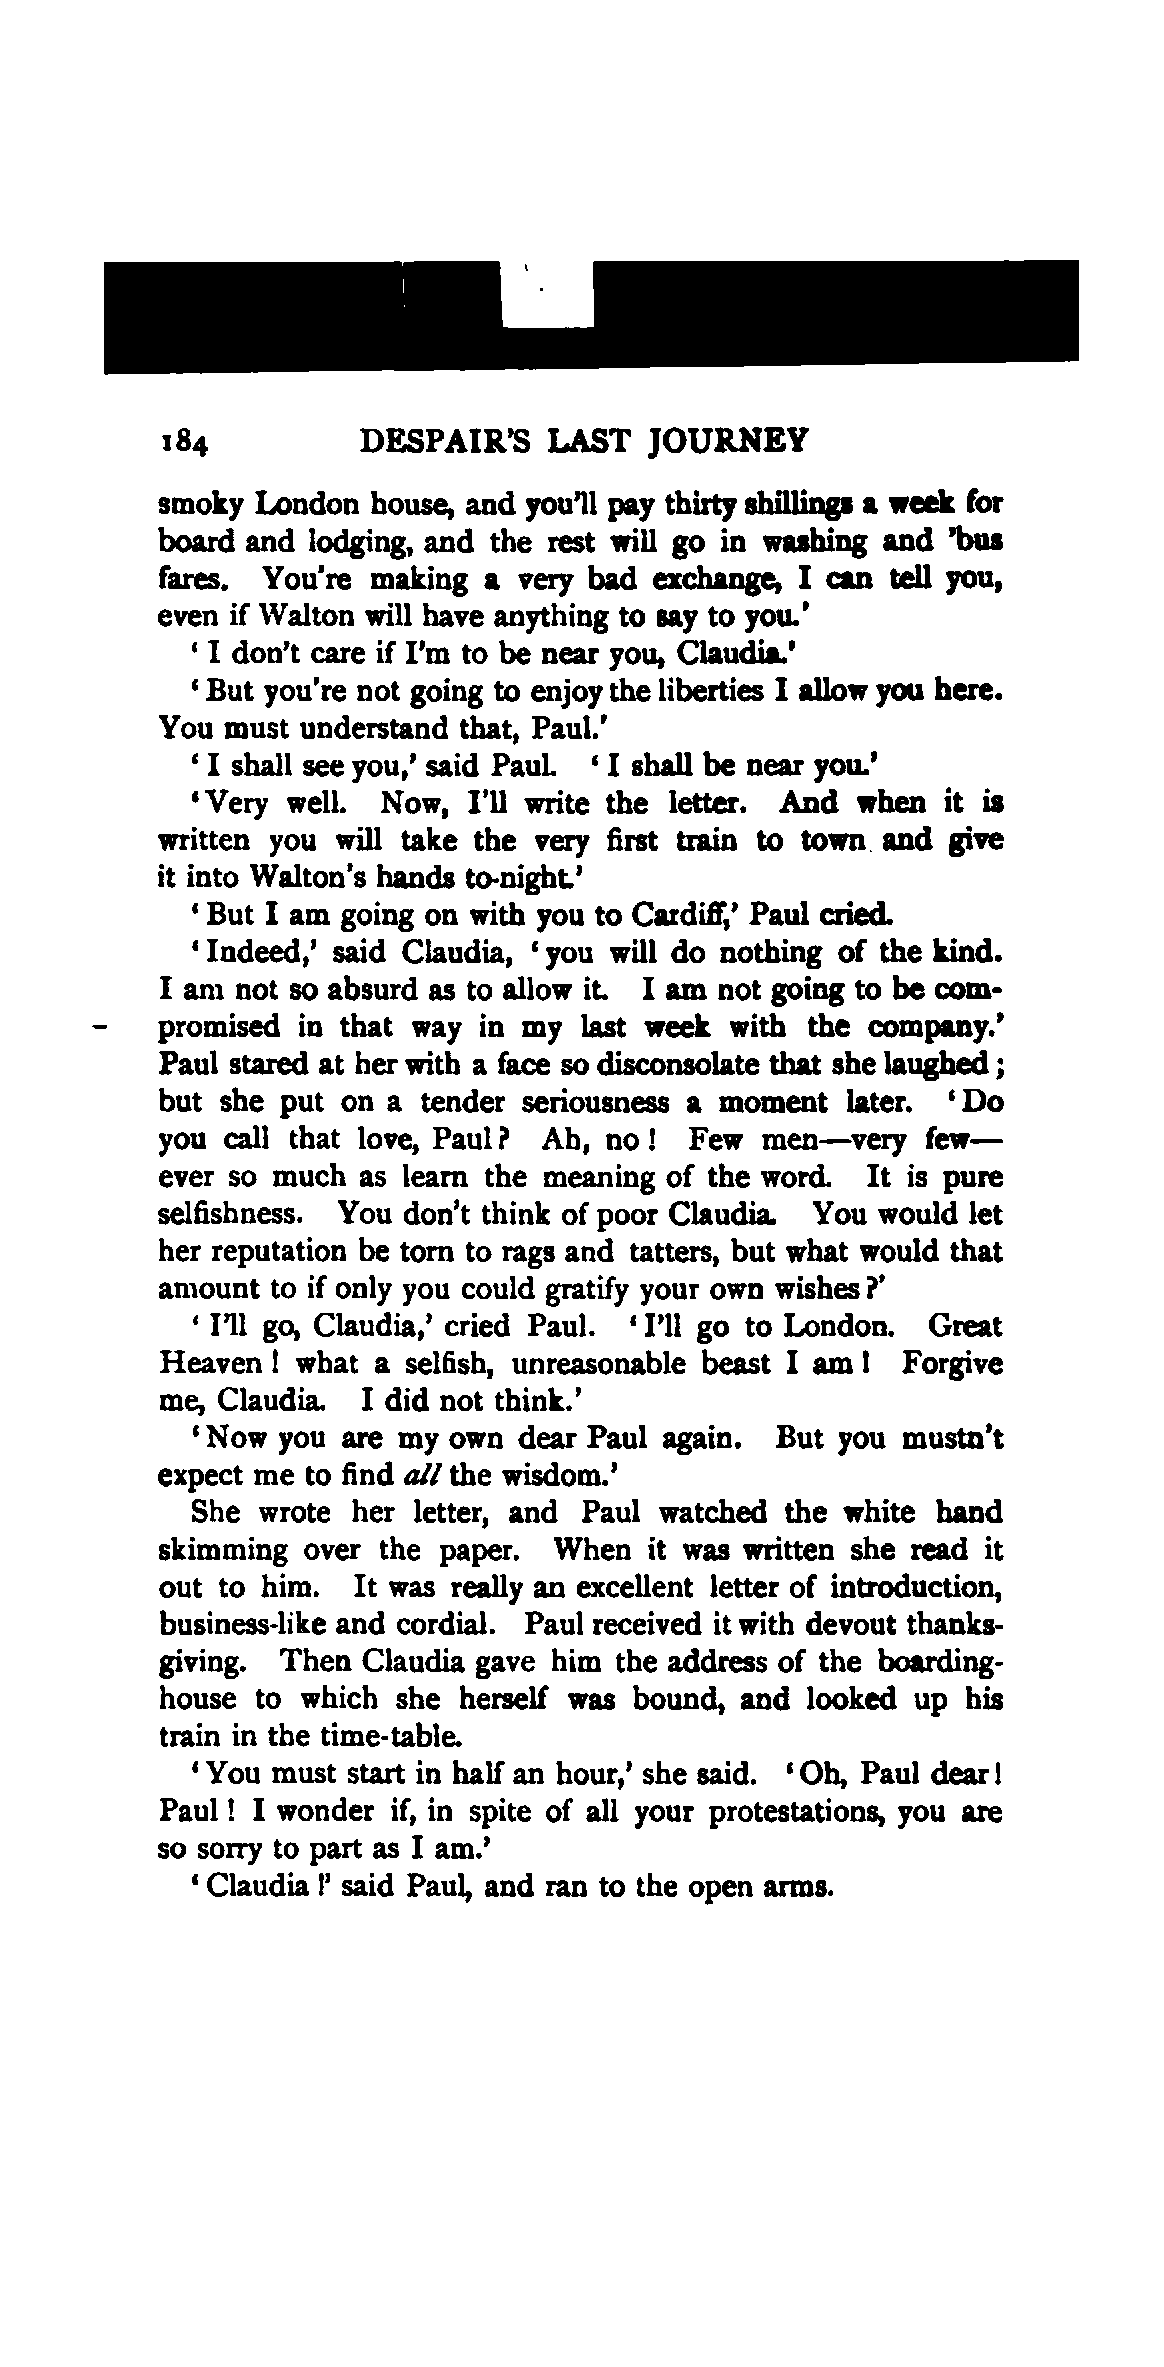 184 DESPAIR'S LAST JOURNEY
smoky London house, and you'll pay thirty shillings a week for
board and lodging, and the rest will go in washing and 'bus
fares. You're making a very bad exchange, I can tell you,
even if Walton will have anything to say to you.'
' I don't care if I'm to be near you, Claudia.'
' But you're not going to enjoy the liberties I allow you here.
You must understand that, Paul.'
' I shall see you,' said Paul. ' I shall be near you.'
' Very well. Now, I'll write the letter. And when it is
written you will take the very first train to town and give
it into Walton's hands to-night.'
' But I am going on with you to Cardiff,' Paul cried.
' Indeed,' said Claudia, ' you will do nothing of the kind.
I am not so absurd as to allow it. I am not going to be com-
promised in that way in my last week with the company.'
Paul stared at her with a face so disconsolate that she laughed ;
but she put on a tender seriousness a moment later. ' Do
you call that love, Paul? Ah, no ! Few men—very few—
ever so much as learn the meaning of the word. It is pure
selfishness. You don't think of poor Claudia. You would let
her reputation be torn to rags and tatters, but what would that
amount to if only you could gratify your own wishes ?'
' I'll go, Claudia,' cried Paul. ' I'll go to London. Great
Heaven ! what a selfish, unreasonable beast I am ! Forgive
me, Claudia. I did not think.'
' Now you are my own dear Paul again. But you mustn't
expect me to find all the wisdom.'
She wrote her letter, and Paul watched the white hand
skimming over the paper. When it was written she read it
out to him. It was really an excellent letter of introduction,
business-like and cordial. Paul received it with devout thanks-
giving. Then Claudia gave him the address of the boarding-
house to which she herself was bound, and looked up his
train in the time-table.
' You must start in half an hour,' she said. ' Oh, Paul dear !
Paul ! I wonder if, in spite of all your protestations, you are
so sorry to part as I am.'
' Claudia !' said Paul, and ran to the open arms.